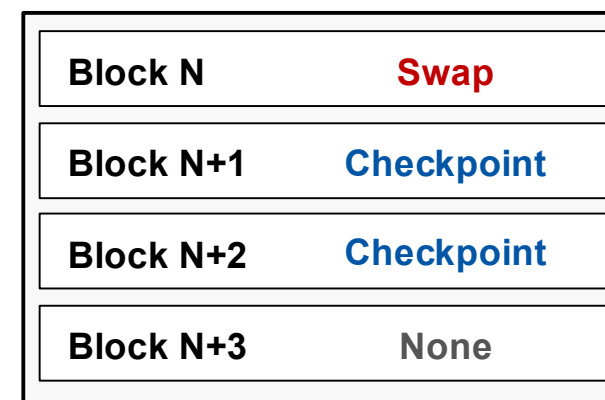 Block N Swap
Block N+1 Checkpoint
Block N+2 Checkpoint
Block N+3 None